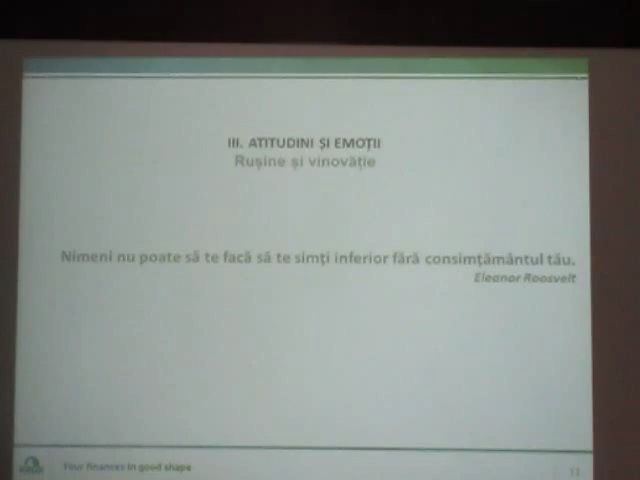 III. ATITUDINI ȘI EMOȚII
Rușine și vinovăție
Nimeni nu poate să te facă să te simți inferior fără consimțământul tău.
Eleanor Roosvelt
Your finances in good shape